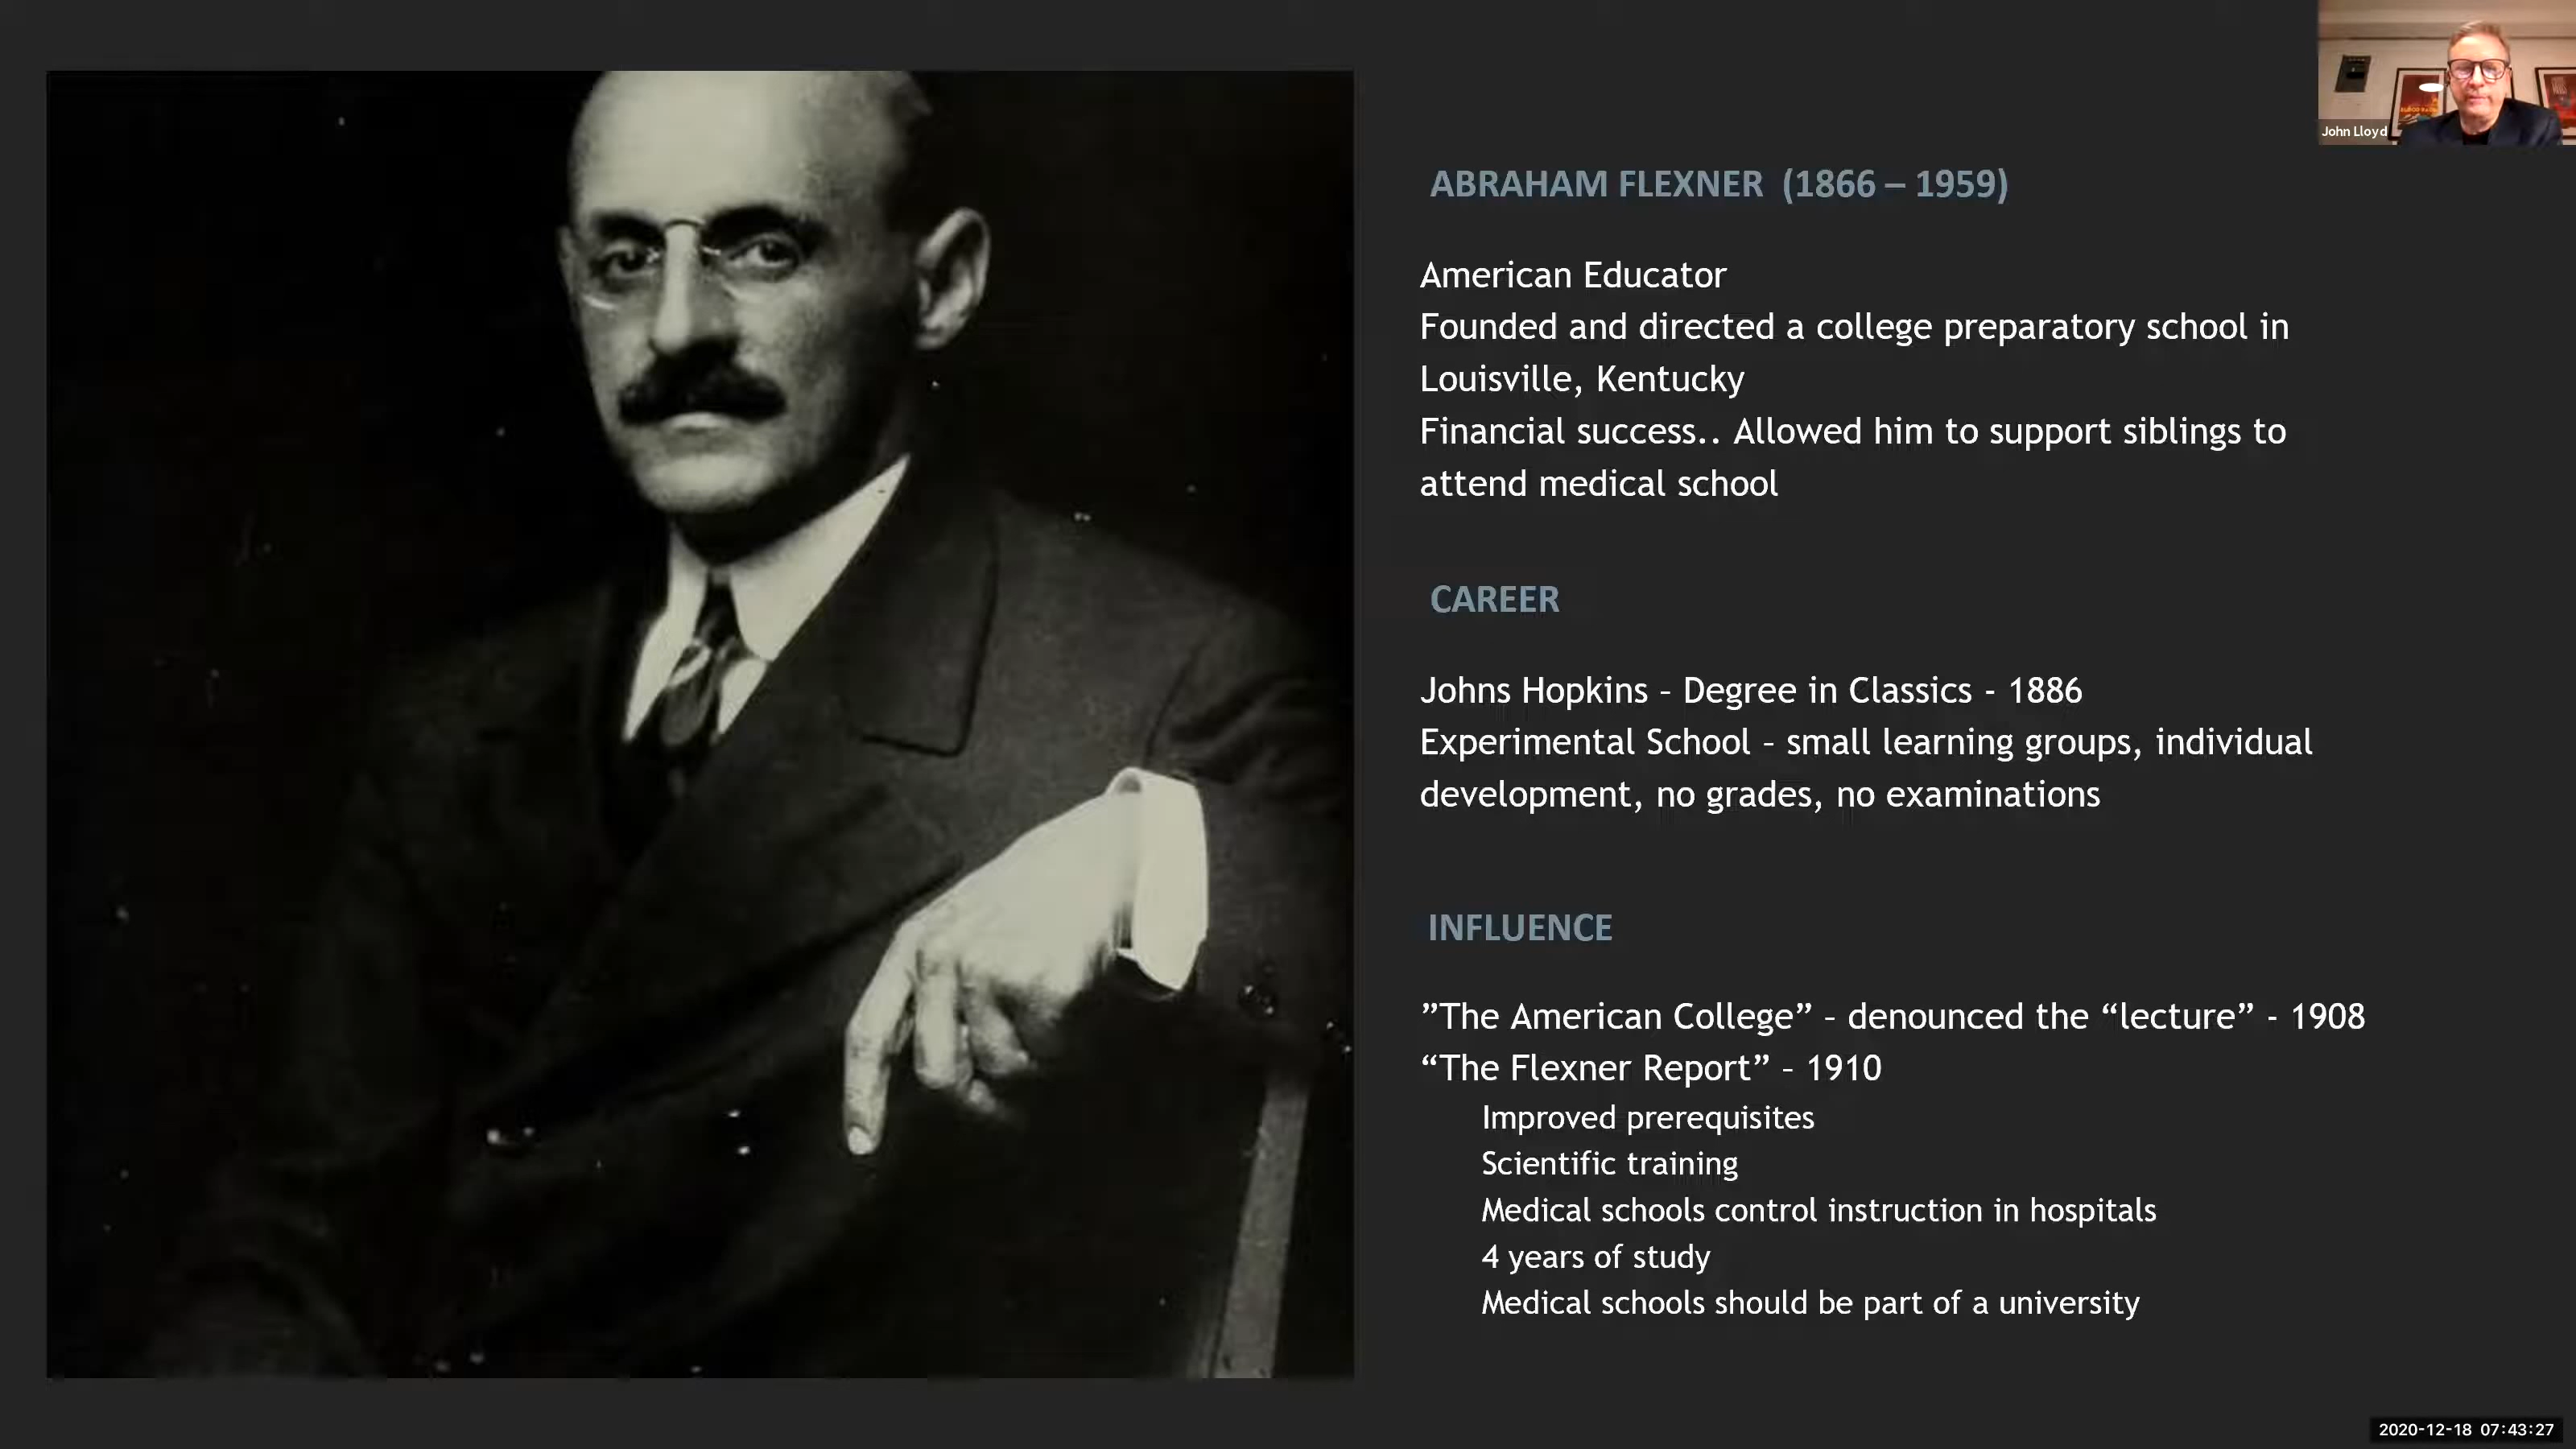 John Lloyd
ABRAHAM FLEXNER (1866 – 1959)
American Educator
Founded and directed a college preparatory school in
Louisville, Kentucky
Financial success.. Allowed him to support siblings to
attend medical school
CAREER
Johns Hopkins – Degree in Classics - 1886
Experimental School – small learning groups, individual
development, no grades, no examinations
INFLUENCE
”The American College” – denounced the “lecture” - 1908
“The Flexner Report” – 1910
Improved prerequisites
Scientific training
Medical schools control instruction in hospitals
4 years of study
Medical schools should be part of a university
2020-12-18 07:43:27